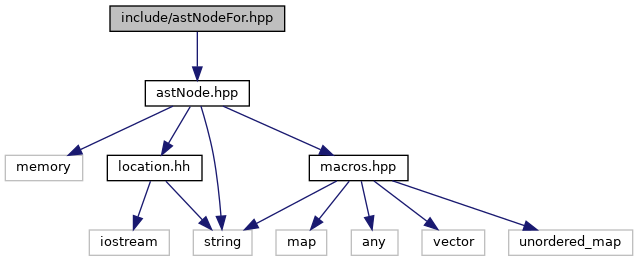 include/astNodeFor.hpp
astNode.hpp
memory
location.hh
macros.hpp
iostream
string
map
any
vector
unordered_map